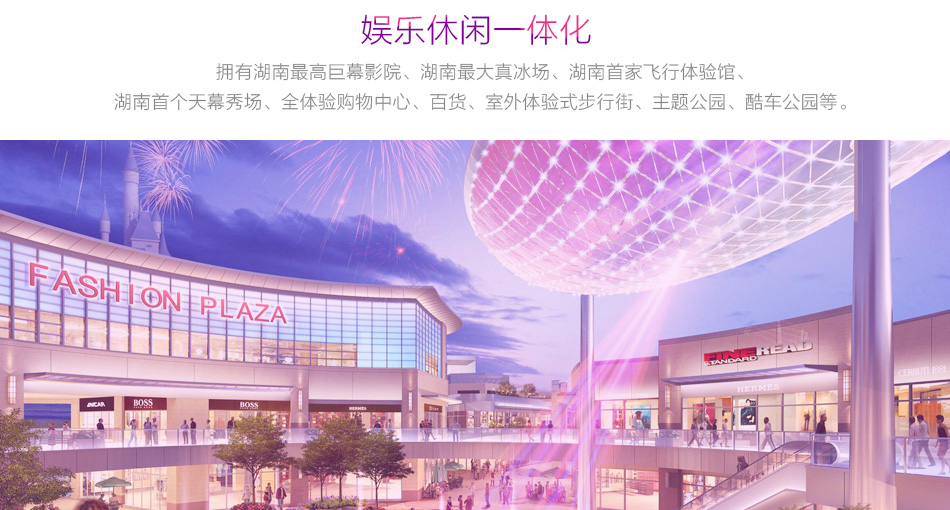 娱乐休闲一体化
拥有湖南最高巨幕影院、湖南最大真冰场、湖南首家飞行体验馆、
湖南首个天幕秀场、全体验购物中心、百货、室外体验式步行街、主题公园、酷车公园等。
FASHION PLAZA
FINE READ
STANDARD
HERMES
CERRUTI 1881
BOSS
BOSS
HERMES